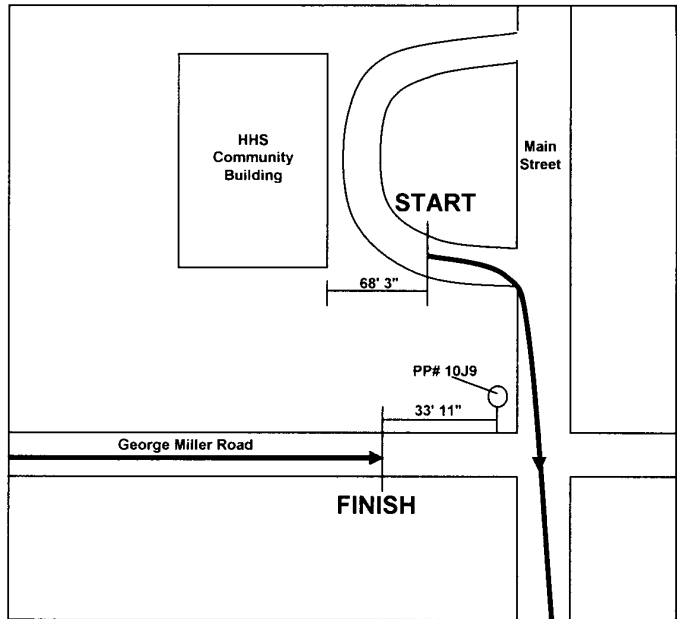 HHS
Community
Building
Main
Street
START
68' 3"
PP# 10J9
33' 11"
George Miller Road
FINISH